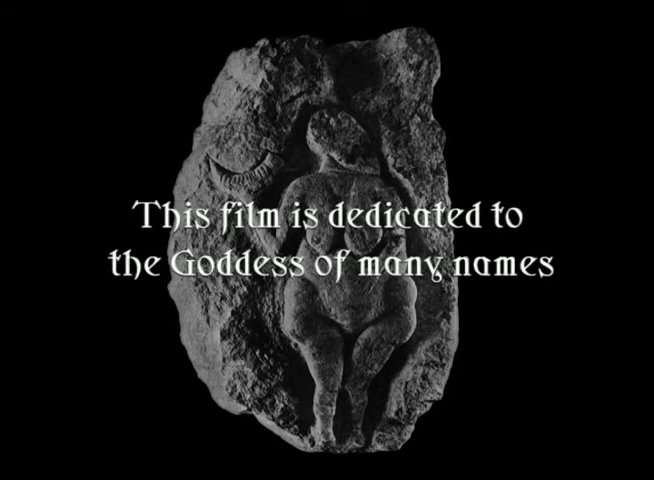 This film is dedicated to
the Goddess of many names